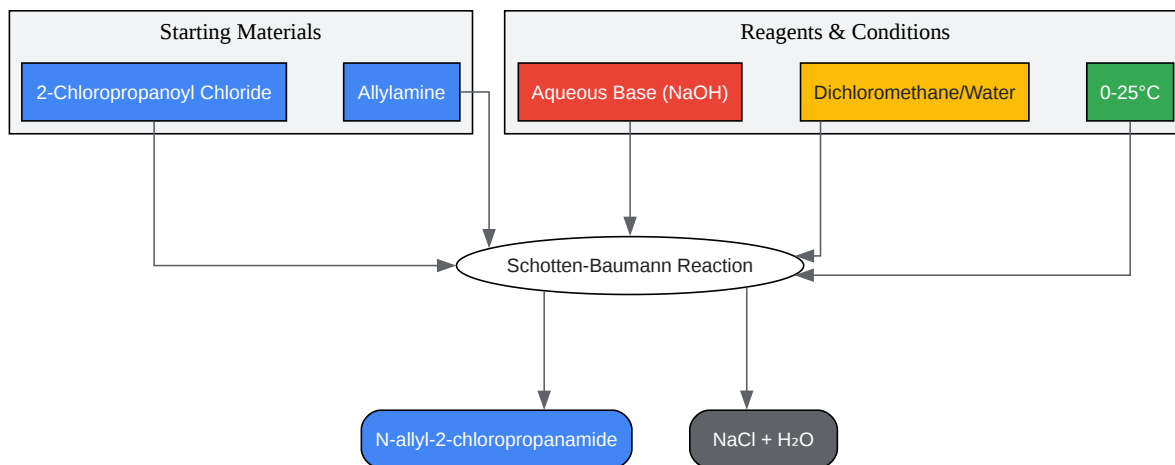 Starting Materials
Reagents & Conditions
2-Chloropropanoyl Chloride
Allylamine
Aqueous Base (NaOH)
Dichloromethane/Water
0-25°C
Schotten-Baumann Reaction
N-allyl-2-chloropropanamide
NaCl + H₂O